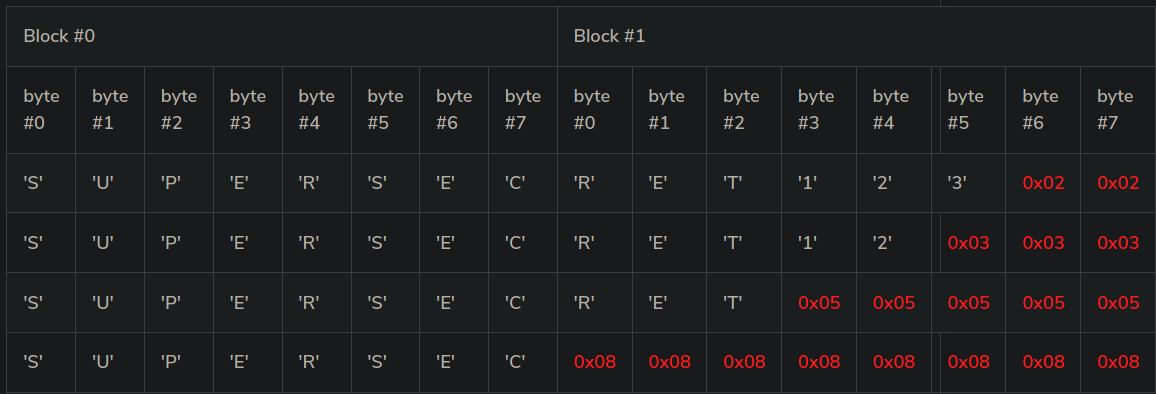 Block #0 Block #1
byte #0 byte #1 byte #2 byte #3 byte #4 byte #5 byte #6 byte #7 byte #0 byte #1 byte #2 byte #3 byte #4 byte #5 byte #6 byte #7
'S' 'U' 'P' 'E' 'R' 'S' 'E' 'C' 'R' 'E' 'T' '1' '2' '3' 0x02 0x02
'S' 'U' 'P' 'E' 'R' 'S' 'E' 'C' 'R' 'E' 'T' '1' '2' 0x03 0x03 0x03
'S' 'U' 'P' 'E' 'R' 'S' 'E' 'C' 'R' 'E' 'T' 0x05 0x05 0x05 0x05 0x05
'S' 'U' 'P' 'E' 'R' 'S' 'E' 'C' 0x08 0x08 0x08 0x08 0x08 0x08 0x08 0x08